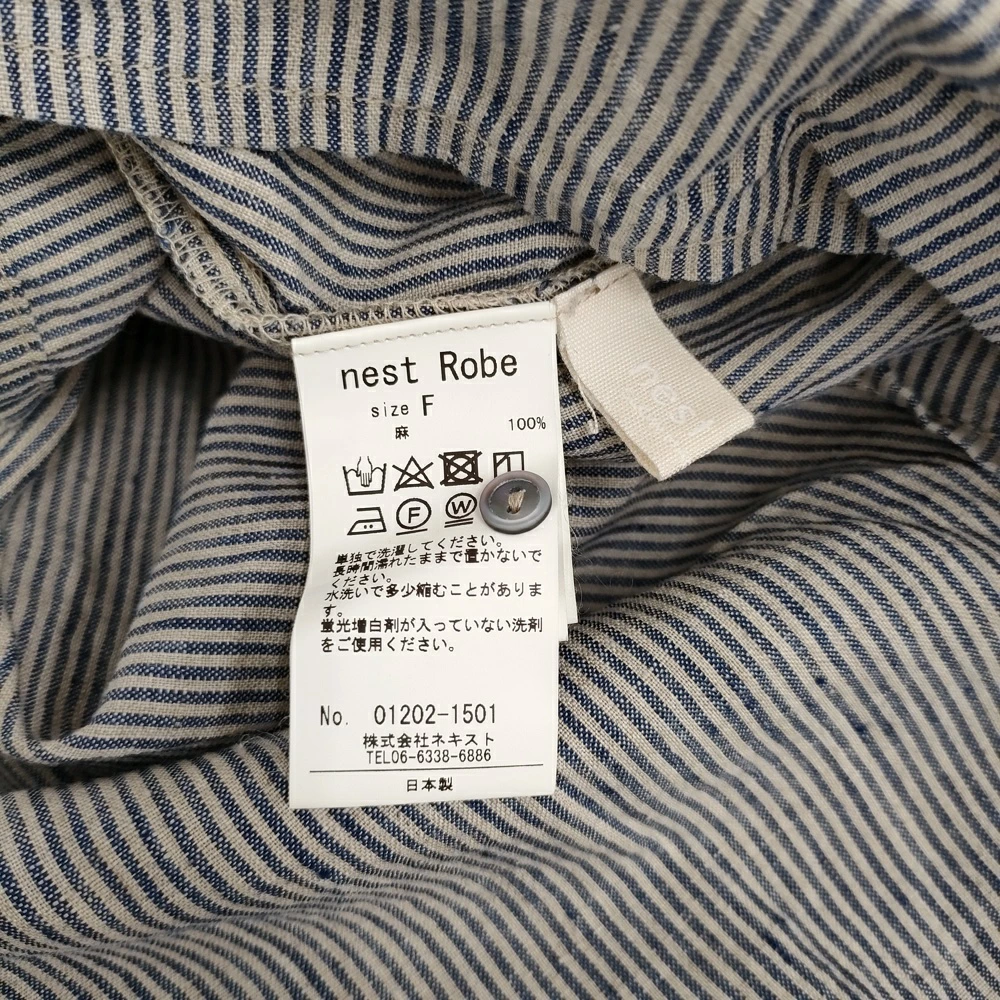 nest Robe
size F
麻 100%
F W
単独で洗濯してください。
長時間濡れたままで置かないで
ください。
水洗いで多少縮むことがありま
す。
蛍光増白剤が入っていない洗剤
をご使用ください。
No. 01202-1501
株式会社ネキスト
TEL06-6338-6886
日本製
nes